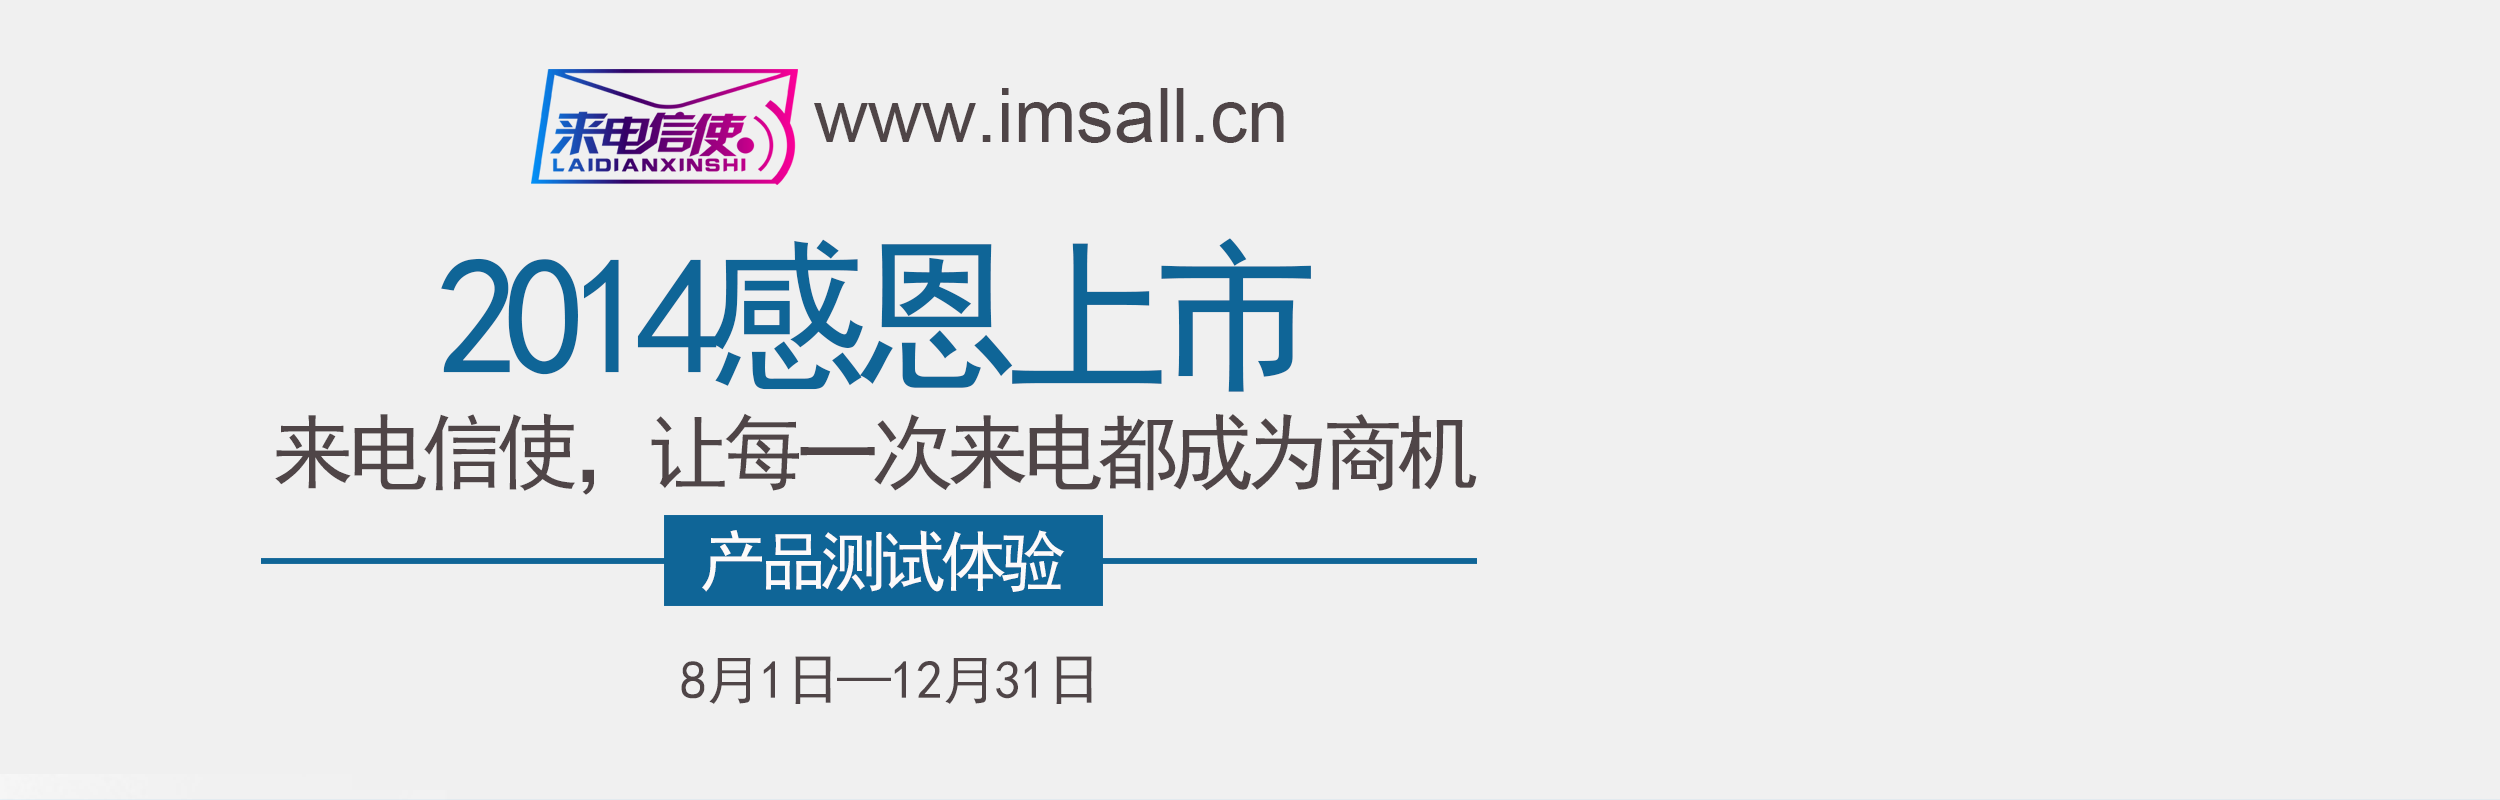 来电信使
LAIDIANXINSHI
www.imsall.cn
2014感恩上市
来电信使, 让每一次来电都成为商机
产品测试体验
8月1日——12月31日